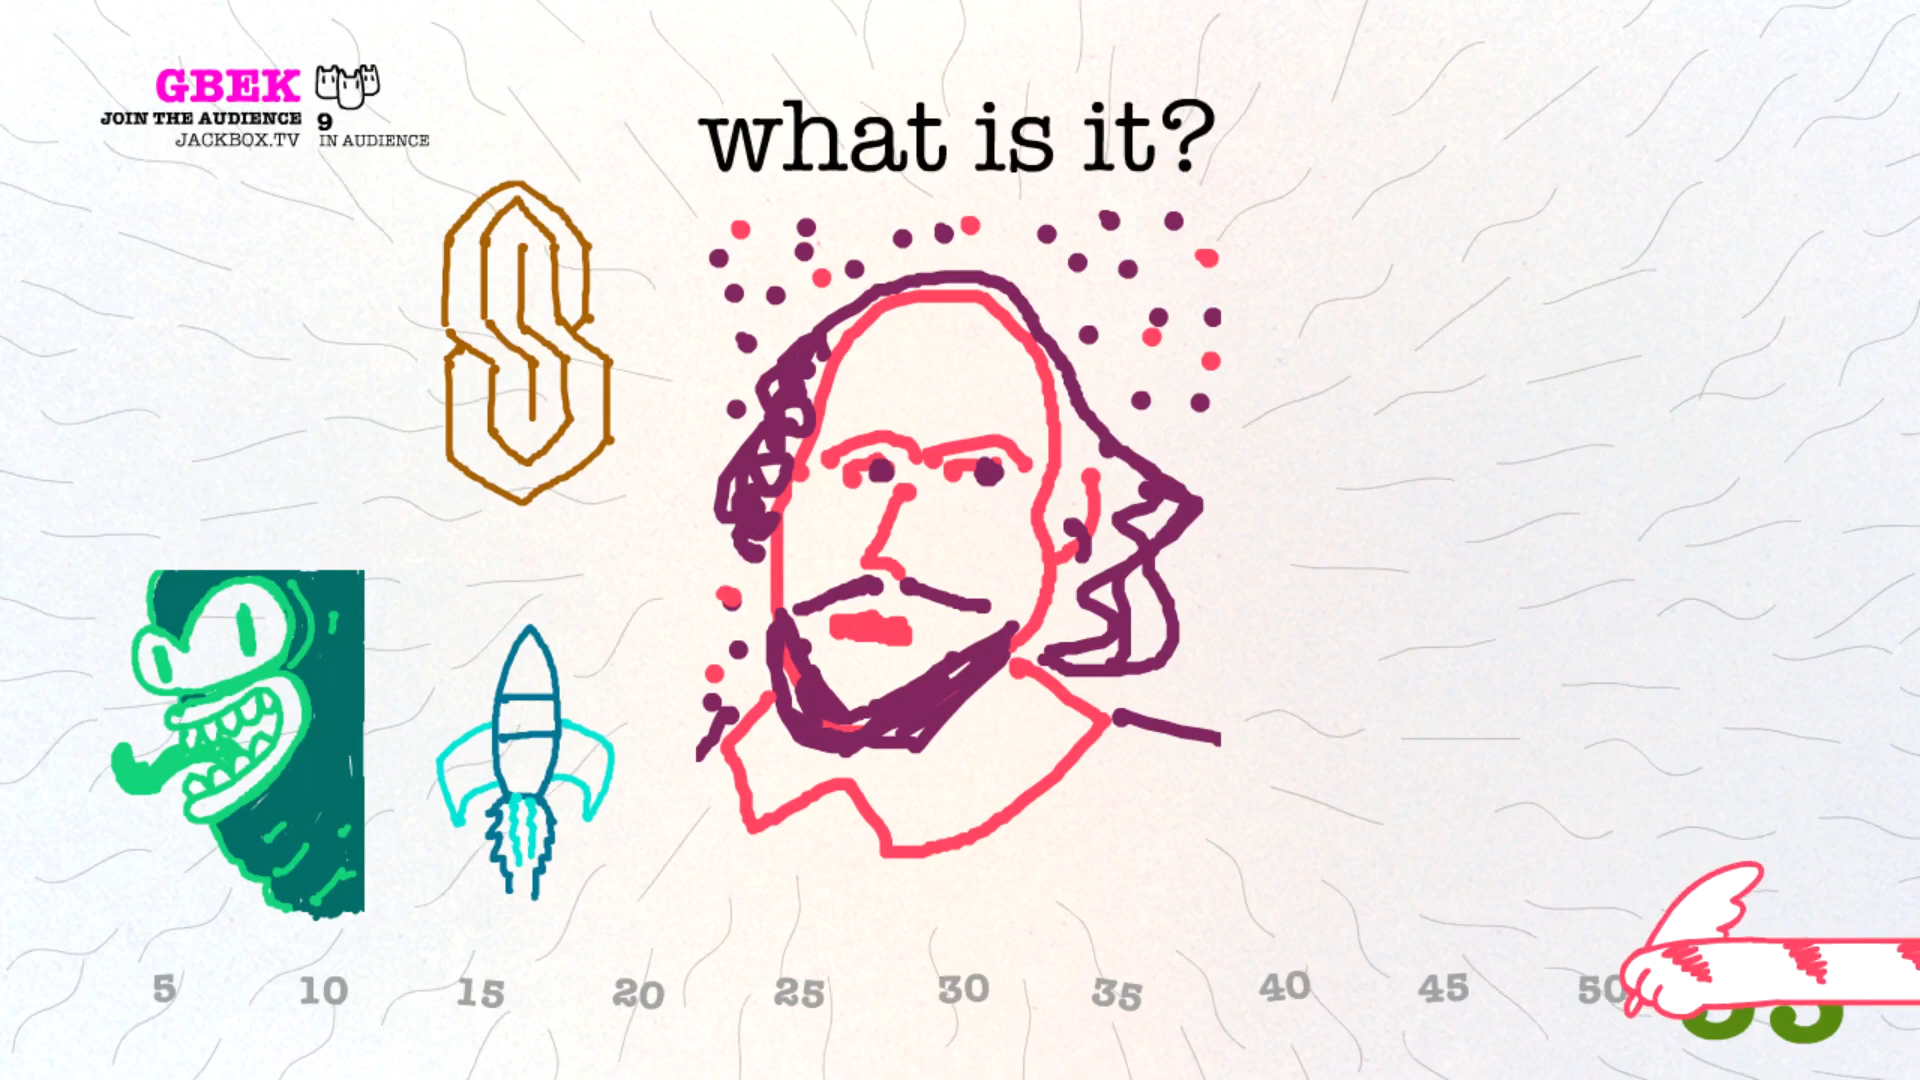 GBEK
JOIN THE AUDIENCE
JACKBOX.TV
9
IN AUDIENCE
what is it?
5 10 15 20 25 30 35 40 45 50